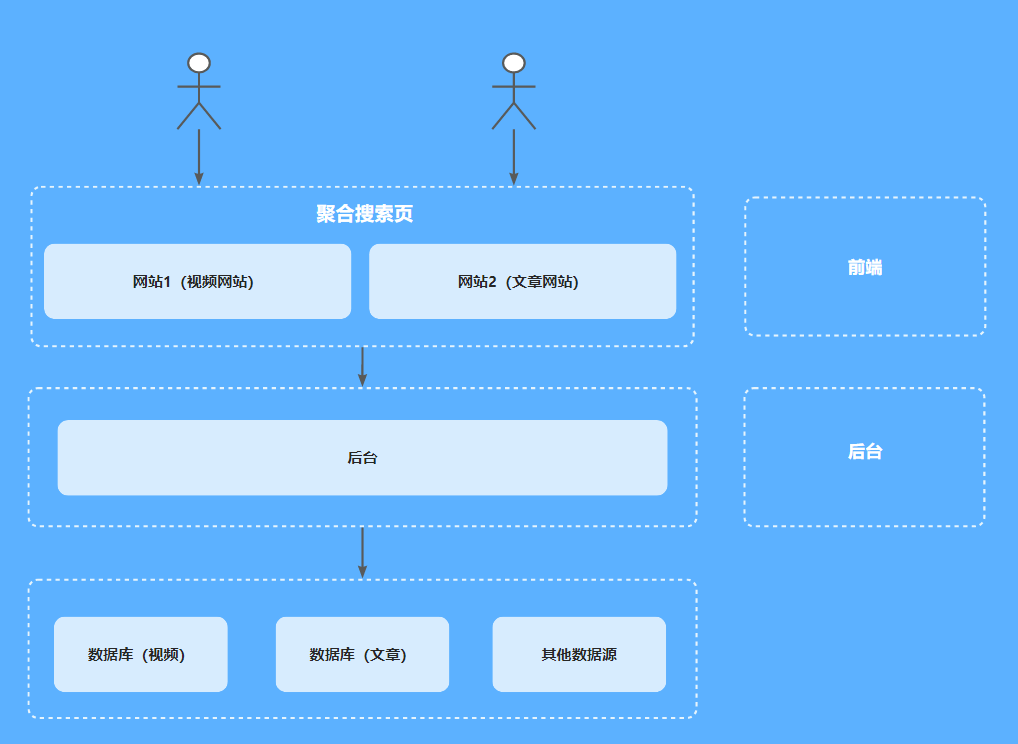 聚合搜索页
网站1（视频网站）
网站2（文章网站）
前端
后台
后台
数据库（视频）
数据库（文章）
其他数据源